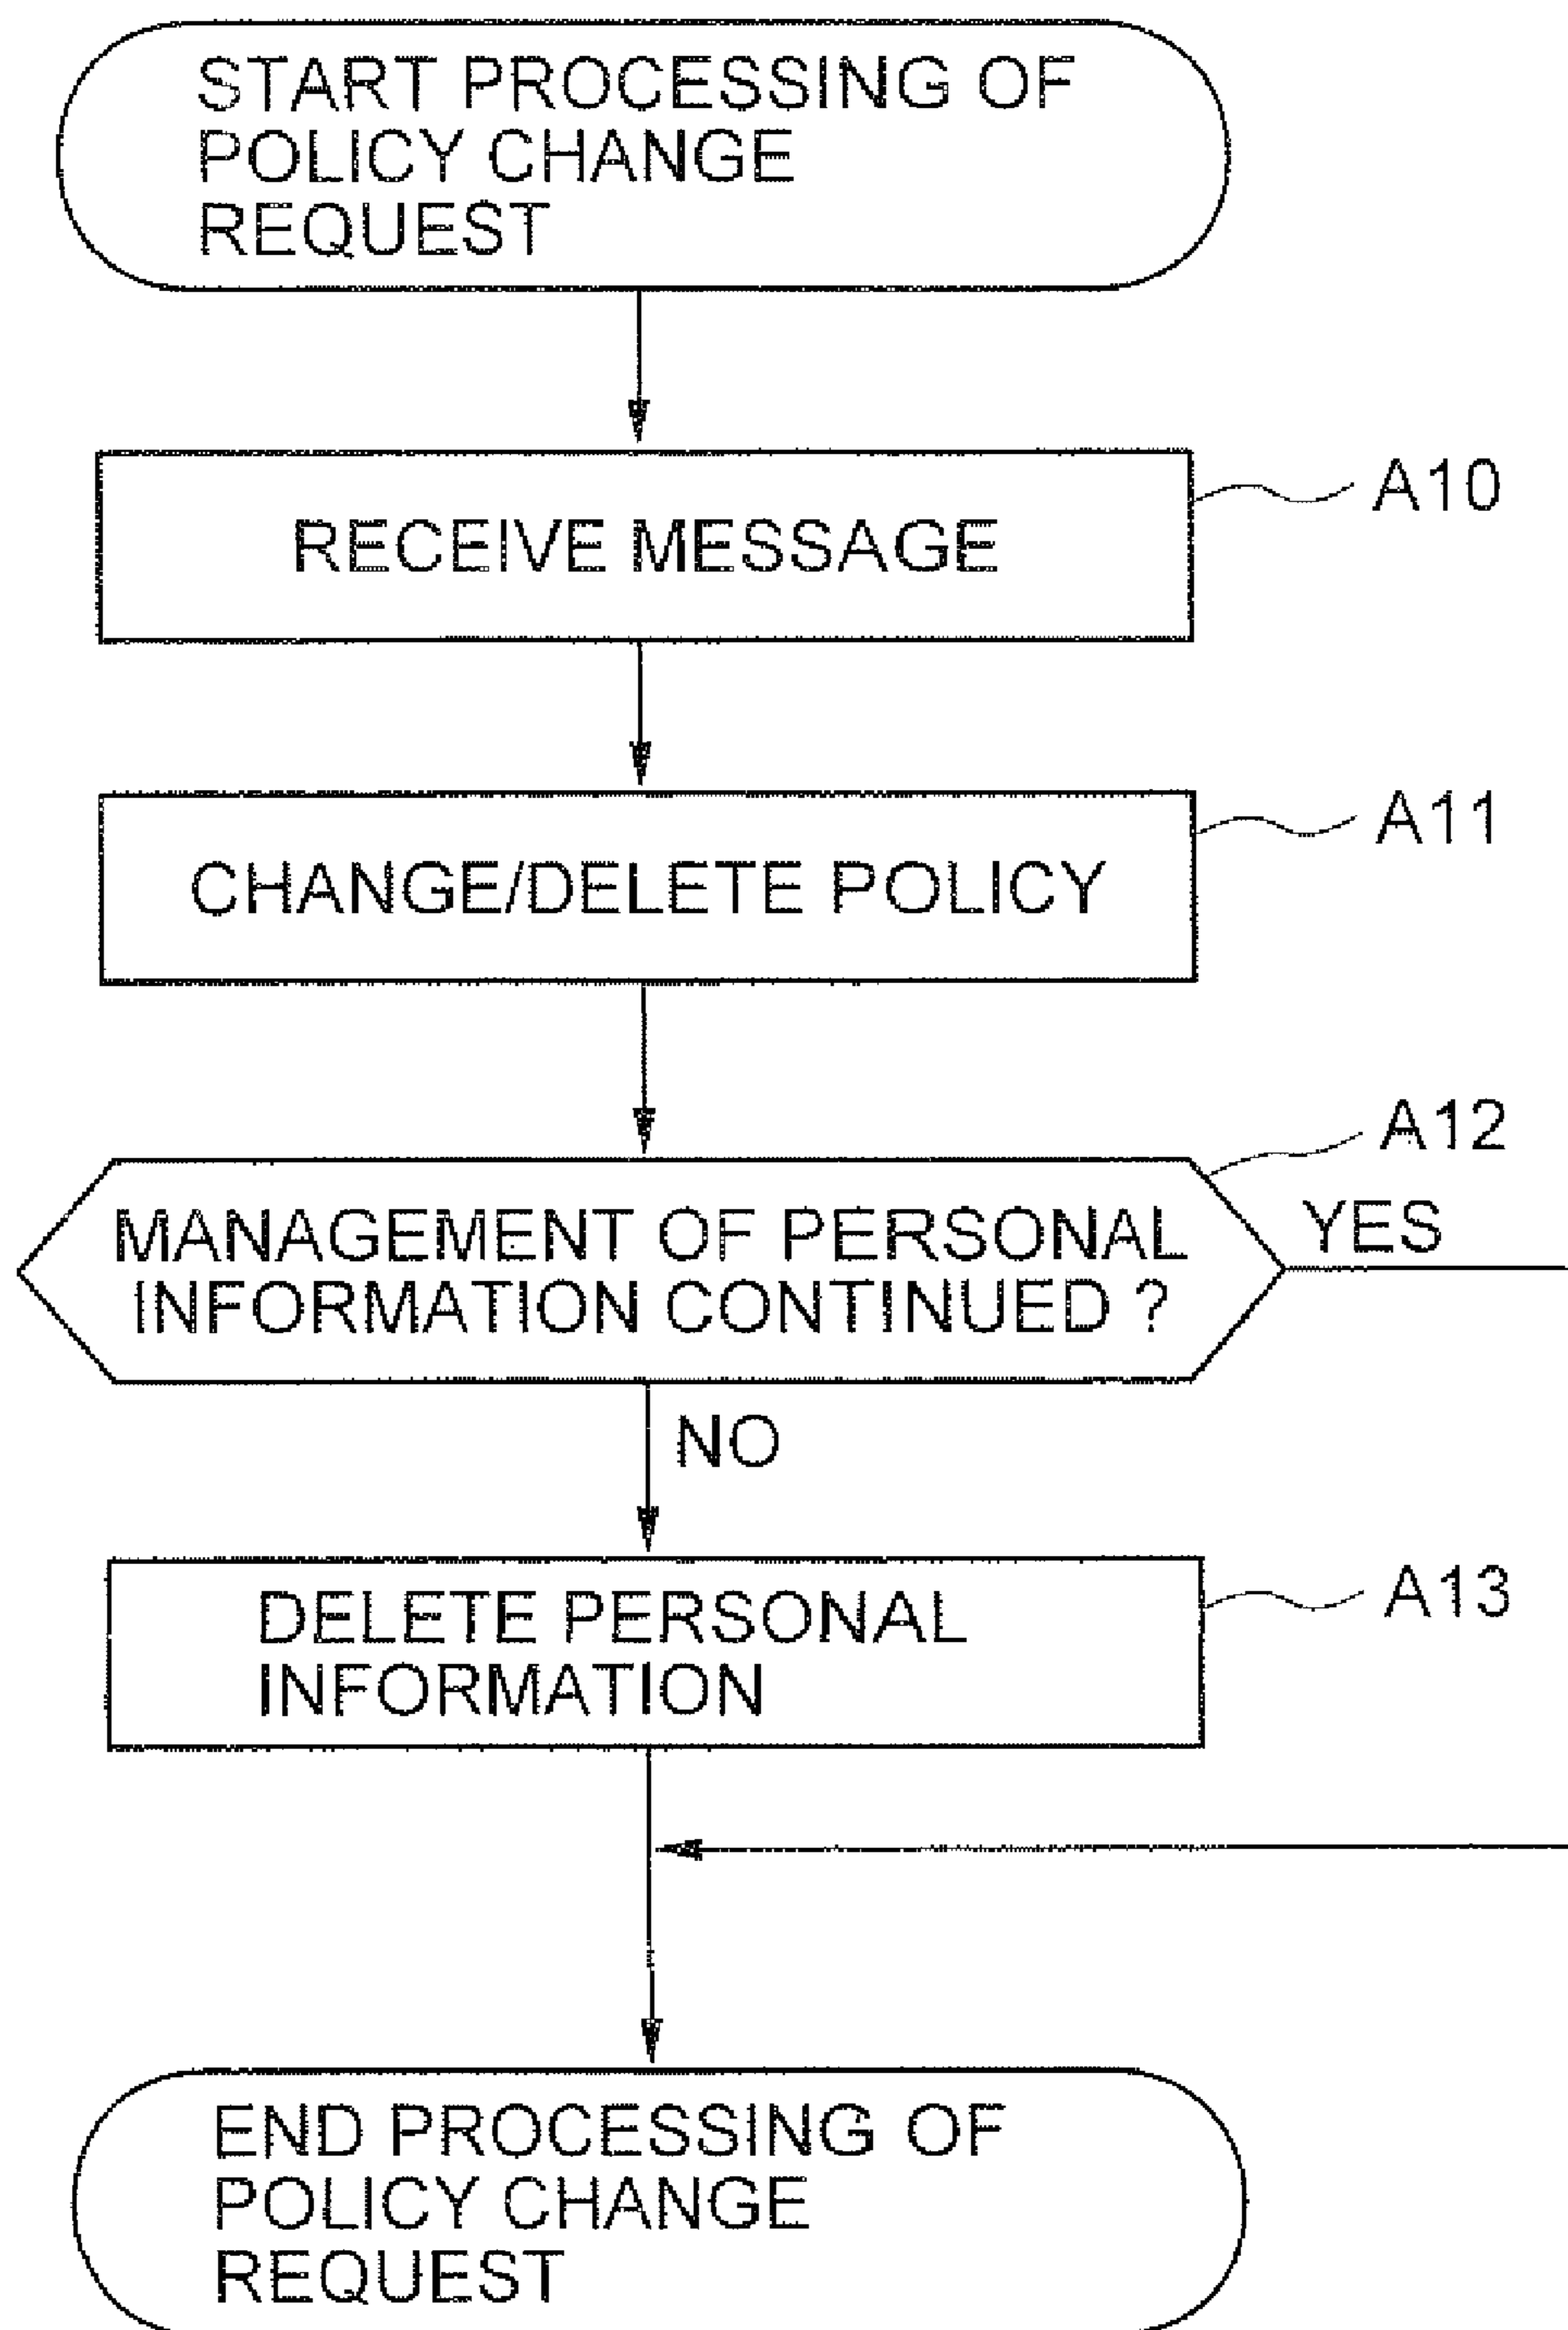 START PROCESSING OF
POLICY CHANGE
REQUEST
RECEIVE MESSAGE
A10
CHANGE/DELETE POLICY
A11
A12
MANAGEMENT OF PERSONAL
INFORMATION CONTINUED ?
YES
NO
DELETE PERSONAL
INFORMATION
A13
END PROCESSING OF
POLICY CHANGE
REQUEST